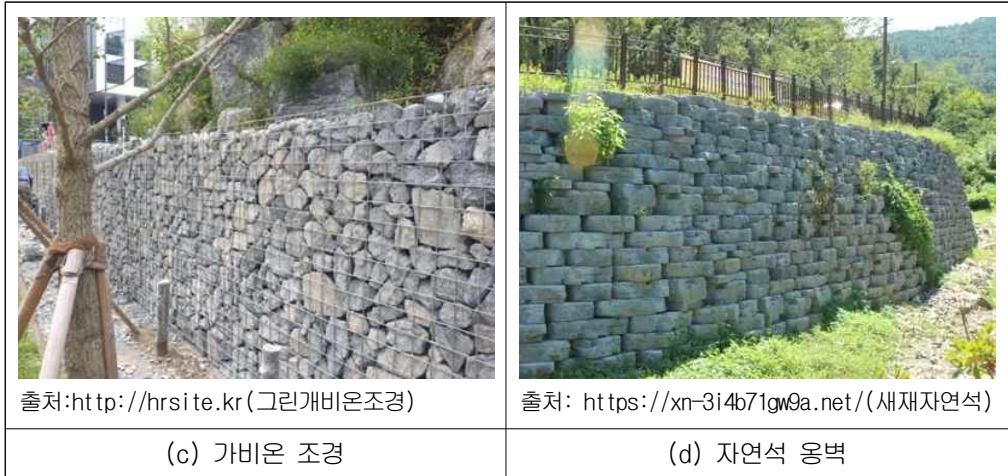 출처:http://hrsite.kr(그린개비온조경)
출처: https://xn-3i4b71gw9a.net/(새재자연석)
(c) 가비온 조경
(d) 자연석 옹벽